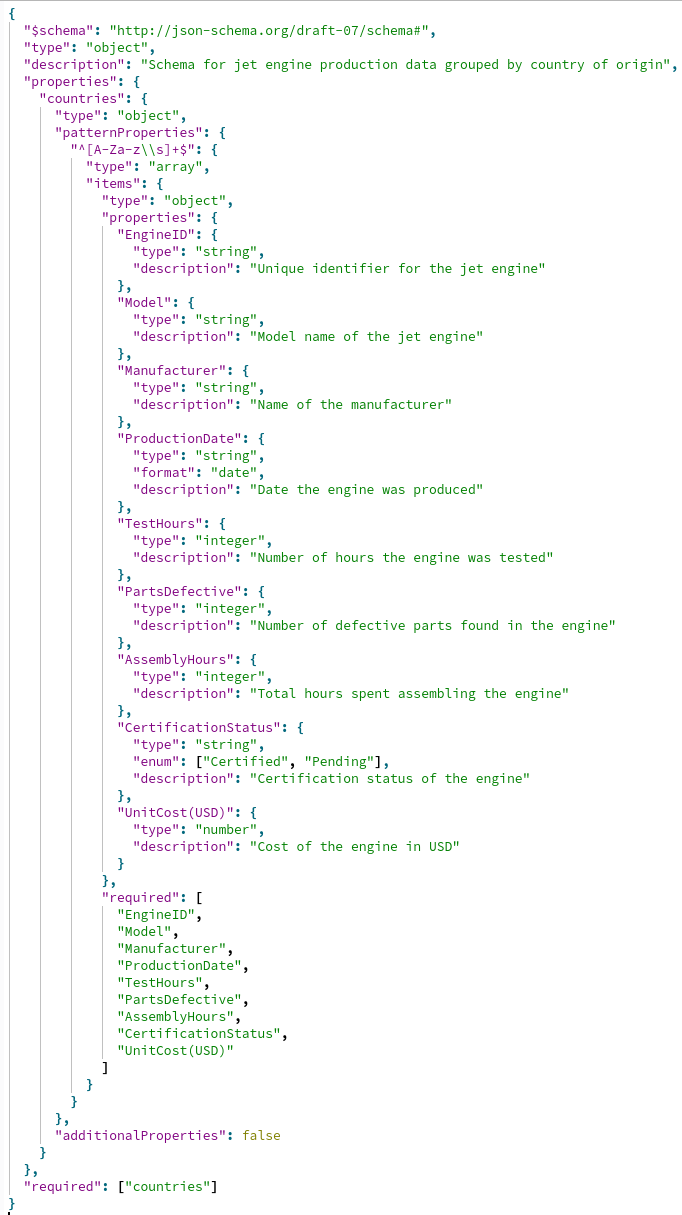 {
  "$schema": "http://json-schema.org/draft-07/schema#",
  "type": "object",
  "description": "Schema for jet engine production data grouped by country of origin",
  "properties": {
    "countries": {
      "type": "object",
      "patternProperties": {
        "^[A-Za-z\\s]+$": {
          "type": "array",
          "items": {
            "type": "object",
            "properties": {
              "EngineID": {
                "type": "string",
                "description": "Unique identifier for the jet engine"
              },
              "Model": {
                "type": "string",
                "description": "Model name of the jet engine"
              },
              "Manufacturer": {
                "type": "string",
                "description": "Name of the manufacturer"
              },
              "ProductionDate": {
                "type": "string",
                "format": "date",
                "description": "Date the engine was produced"
              },
              "TestHours": {
                "type": "integer",
                "description": "Number of hours the engine was tested"
              },
              "PartsDefective": {
                "type": "integer",
                "description": "Number of defective parts found in the engine"
              },
              "AssemblyHours": {
                "type": "integer",
                "description": "Total hours spent assembling the engine"
              },
              "CertificationStatus": {
                "type": "string",
                "enum": ["Certified", "Pending"],
                "description": "Certification status of the engine"
              },
              "UnitCost(USD)": {
                "type": "number",
                "description": "Cost of the engine in USD"
              }
            },
            "required": [
              "EngineID",
              "Model",
              "Manufacturer",
              "ProductionDate",
              "TestHours",
              "PartsDefective",
              "AssemblyHours",
              "CertificationStatus",
              "UnitCost(USD)"
            ]
          }
        }
      },
      "additionalProperties": false
    }
  },
  "required": ["countries"]
}